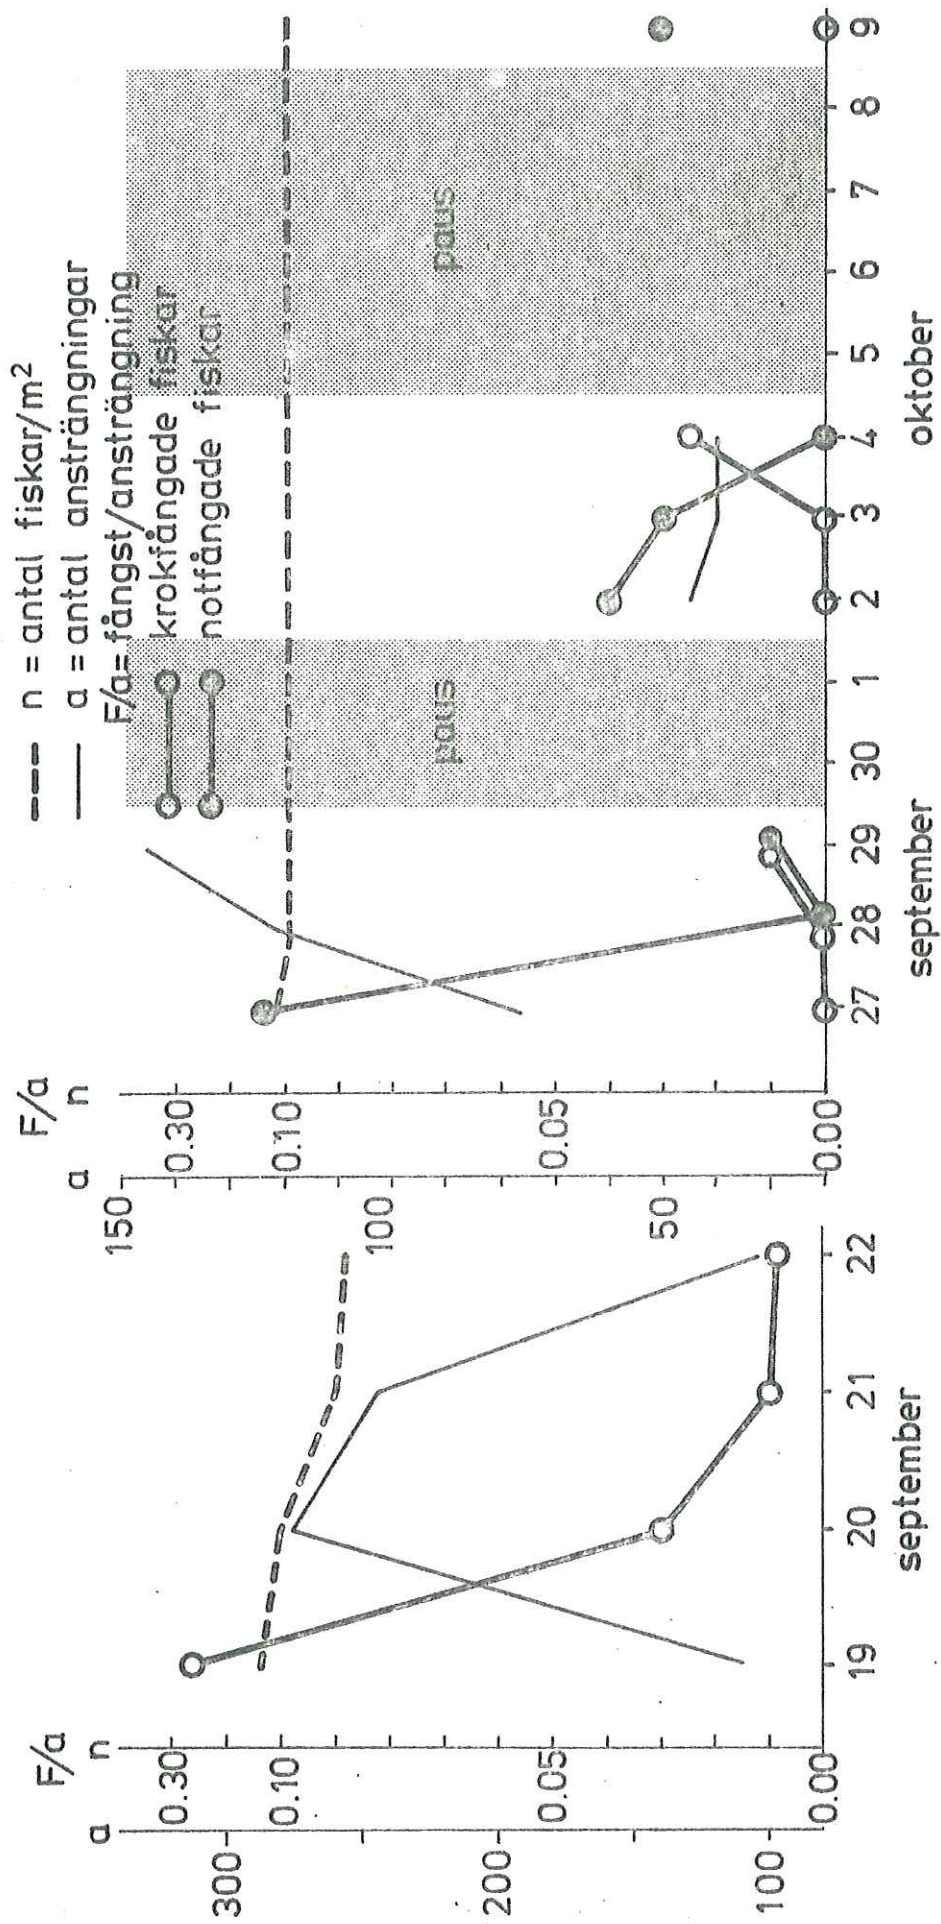 --- n = antal fiskar/m²
— a = antal ansträngningar
F/a= fångst/ansträngning
krokfångade fiskar
notfångade fiskar
a F/a n
300
200
100
0.30
0.10
0.05
0.00
19 20 21 22
september
a F/a n
150
100
50
0.30
0.10
0.05
0.00
paus
paus
27 28 29 30 1 2 3 4 5 6 7 8 9
september oktober